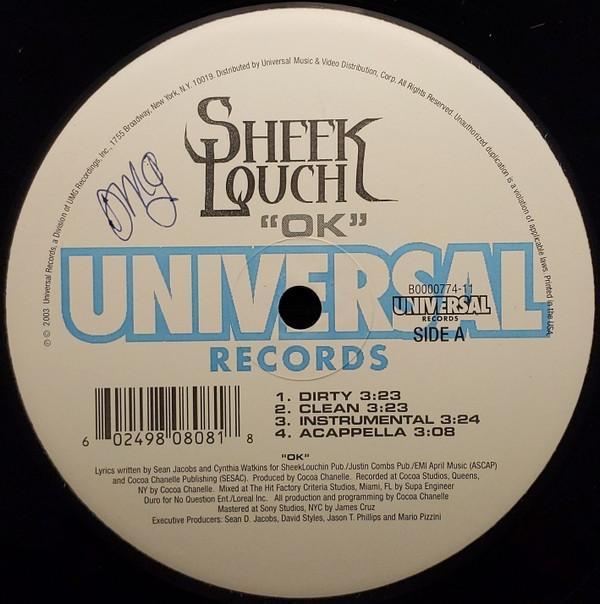 ℗ © 2003 Universal Records, a Division of UMG Recordings, Inc., 1755 Broadway, New York, N.Y. 10019. Distributed by Universal Music & Video Distribution, Corp. All Rights Reserved. Unauthorized duplication is a violation of applicable laws. Printed in the USA.
SHEEK
LOUCH
"OK"
OMG
UNIVERSAL
RECORDS
B0000774-11
UNIVERSAL
RECORDS
SIDE A
1. DIRTY 3:23
2. CLEAN 3:23
3. INSTRUMENTAL 3:24
4. ACAPPELLA 3:08
6 02498 08081 8
"OK"
Lyrics written by Sean Jacobs and Cynthia Watkins for SheekLouchin Pub./Justin Combs Pub./EMI April Music (ASCAP)
and Cocoa Chanelle Publishing (SESAC). Produced by Cocoa Chanelle. Recorded at Cocoa Studios, Queens,
NY by Cocoa Chanelle. Mixed at The Hit Factory Criteria Studios, Miami, FL by Supa Engineer
Duro for No Question Ent./Loreal Inc. All production and programming by Cocoa Chanelle
Mastered at Sony Studios, NYC by James Cruz
Executive Producers: Sean D. Jacobs, David Styles, Jason T. Phillips and Mario Pizzini